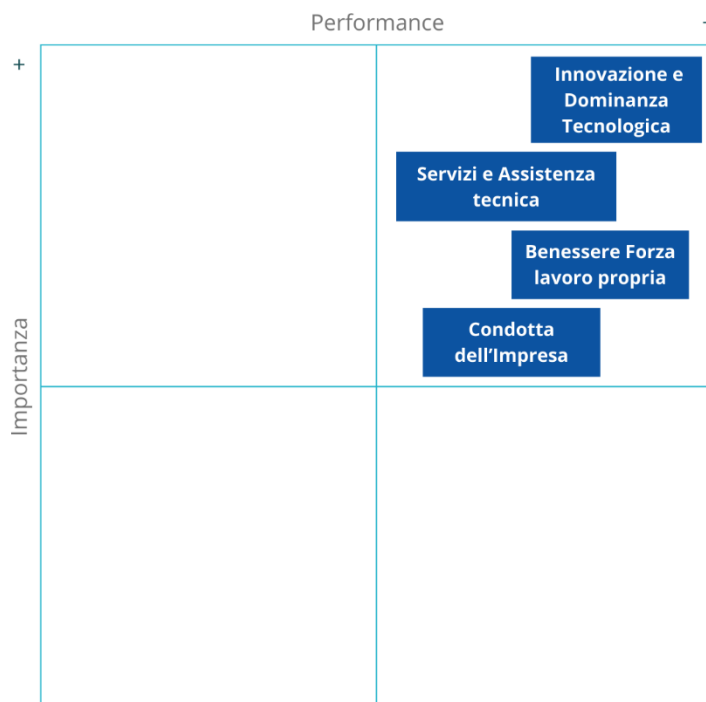 Performance
+
Innovazione e
Dominanza
Tecnologica
Servizi e Assistenza
tecnica
Benessere Forza
lavoro propria
Condotta
dell’Impresa
Importanza